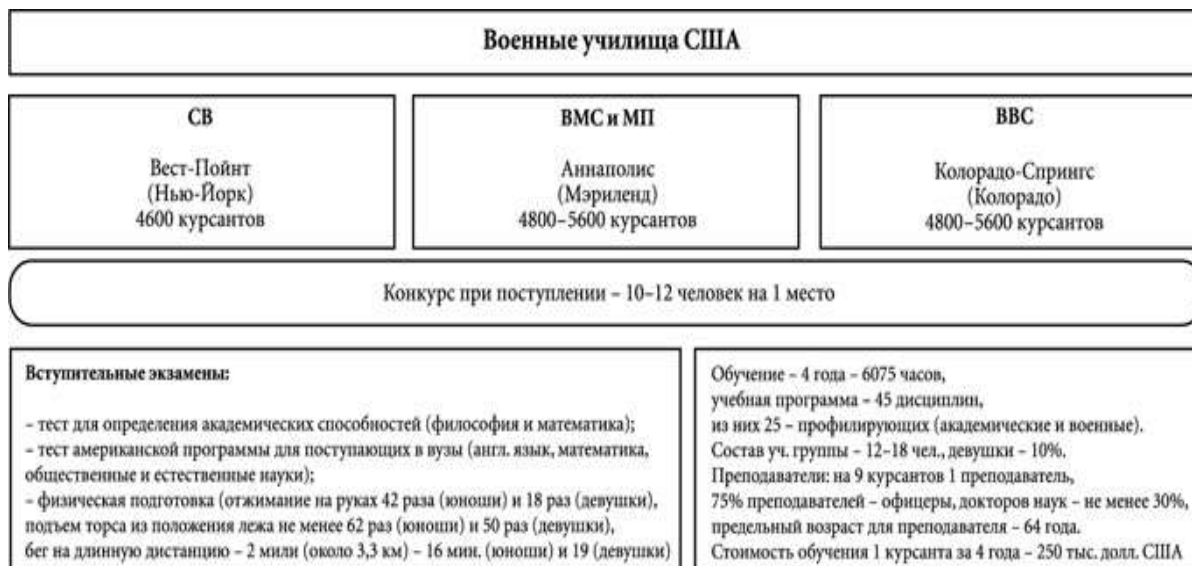 Военные училища США
СВ
Вест-Пойнт
(Нью-Йорк)
4600 курсантов
ВМС и МП
Аннаполис
(Мэриленд)
4800–5600 курсантов
ВВС
Колорадо-Спрингс
(Колорадо)
4800–5600 курсантов
Конкурс при поступлении – 10–12 человек на 1 место
Вступительные экзамены:
– тест для определения академических способностей (философия и математика);
– тест американской программы для поступающих в вузы (англ. язык, математика,
общественные и естественные науки);
– физическая подготовка (отжимание на руках 42 раза (юноши) и 18 раз (девушки),
подъем торса из положения лежа не менее 62 раз (юноши) и 50 раз (девушки),
бег на длинную дистанцию – 2 мили (около 3,3 км) – 16 мин. (юноши) и 19 (девушки)
Обучение – 4 года – 6075 часов,
учебная программа – 45 дисциплин,
из них 25 – профилирующих (академические и военные).
Состав уч. группы – 12–18 чел., девушки – 10%.
Преподаватели: на 9 курсантов 1 преподаватель,
75% преподавателей – офицеры, докторов наук – не менее 30%,
предельный возраст для преподавателя – 64 года.
Стоимость обучения 1 курсанта за 4 года – 250 тыс. долл. США